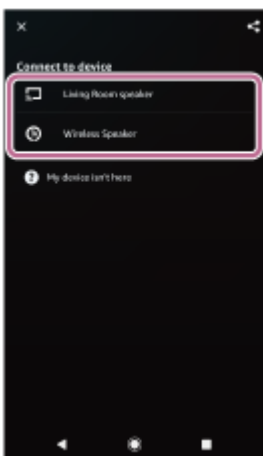 Connect to device
Living Room speaker
Wireless Speaker
My device isn't here